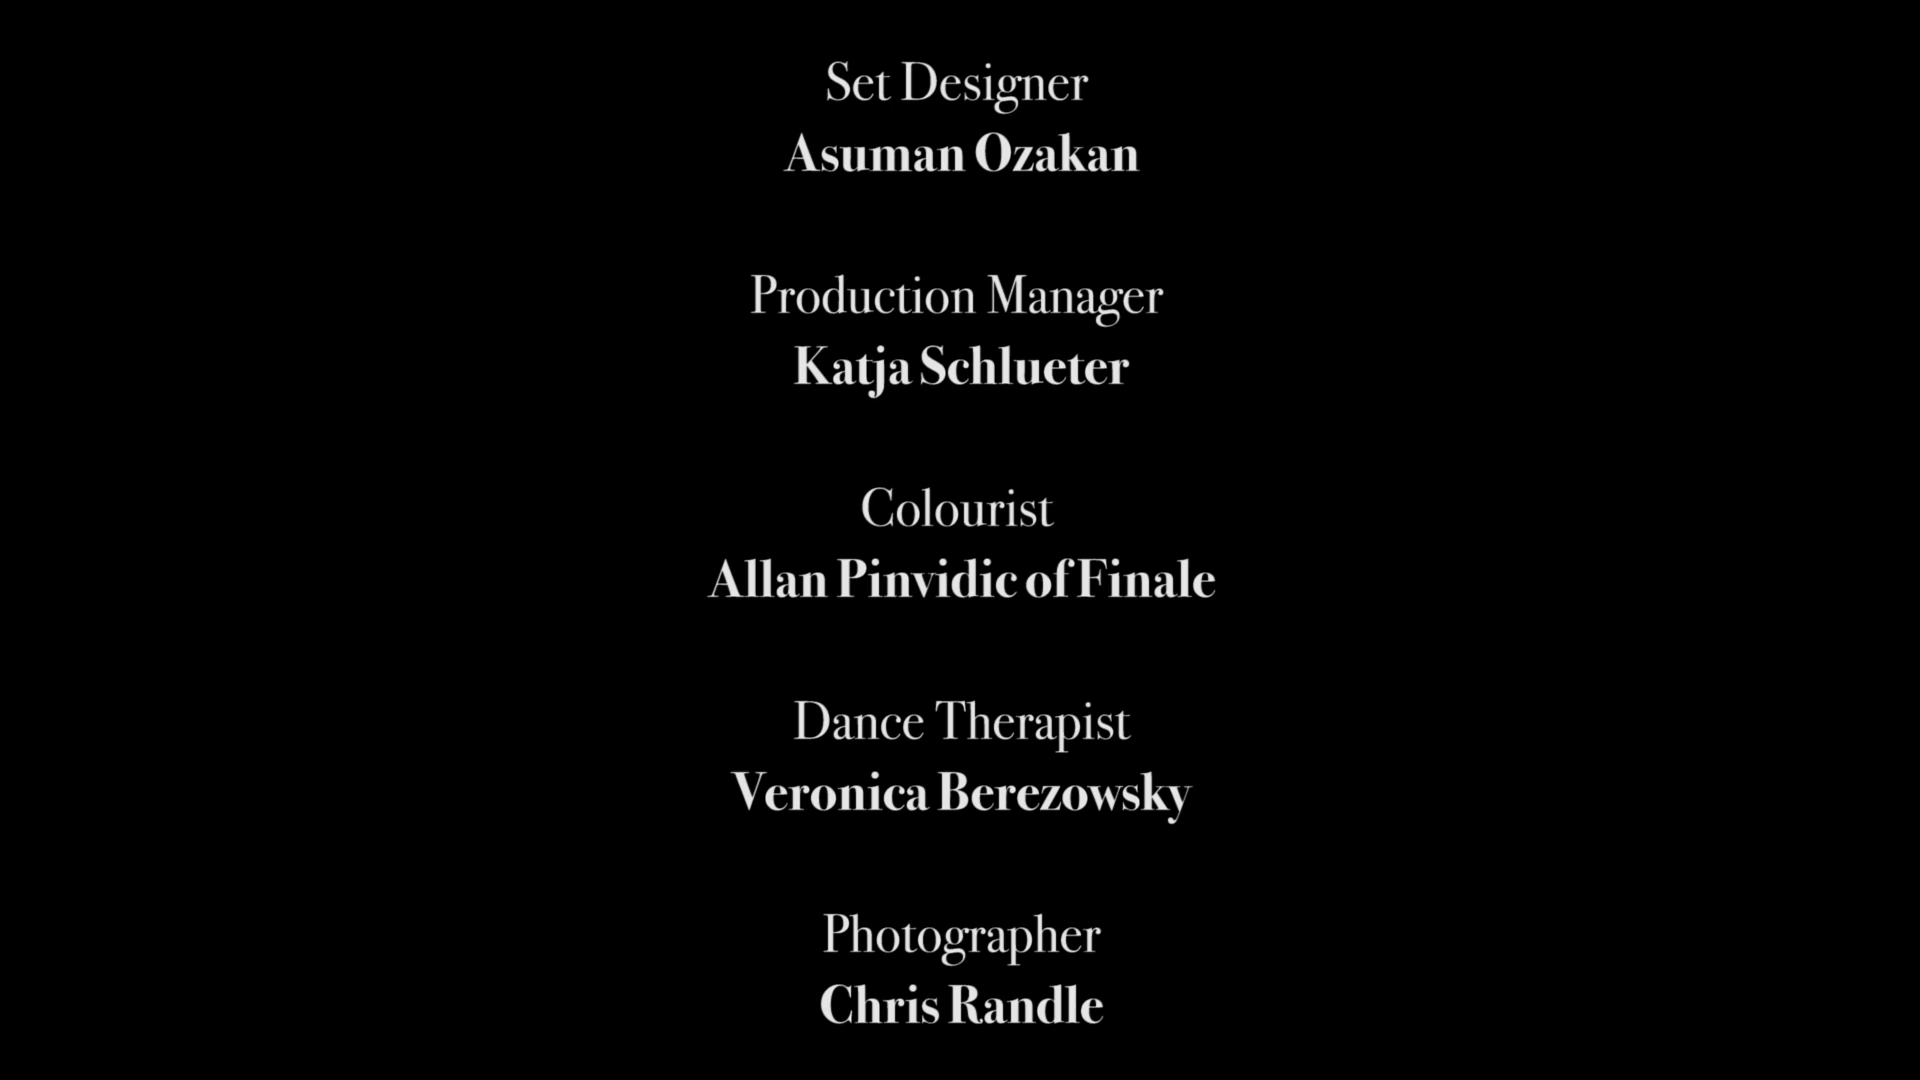 Set Designer
Asuman Ozakan
Production Manager
Katja Schlueter
Colourist
Allan Pinvidic of Finale
Dance Therapist
Veronica Berezowsky
Photographer
Chris Randle